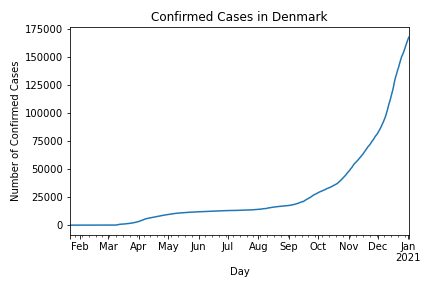 Confirmed Cases in Denmark
175000
150000
125000
100000
75000
50000
25000
0
Number of Confirmed Cases
Feb Mar Apr May Jun Jul Aug Sep Oct Nov Dec Jan
2021
Day